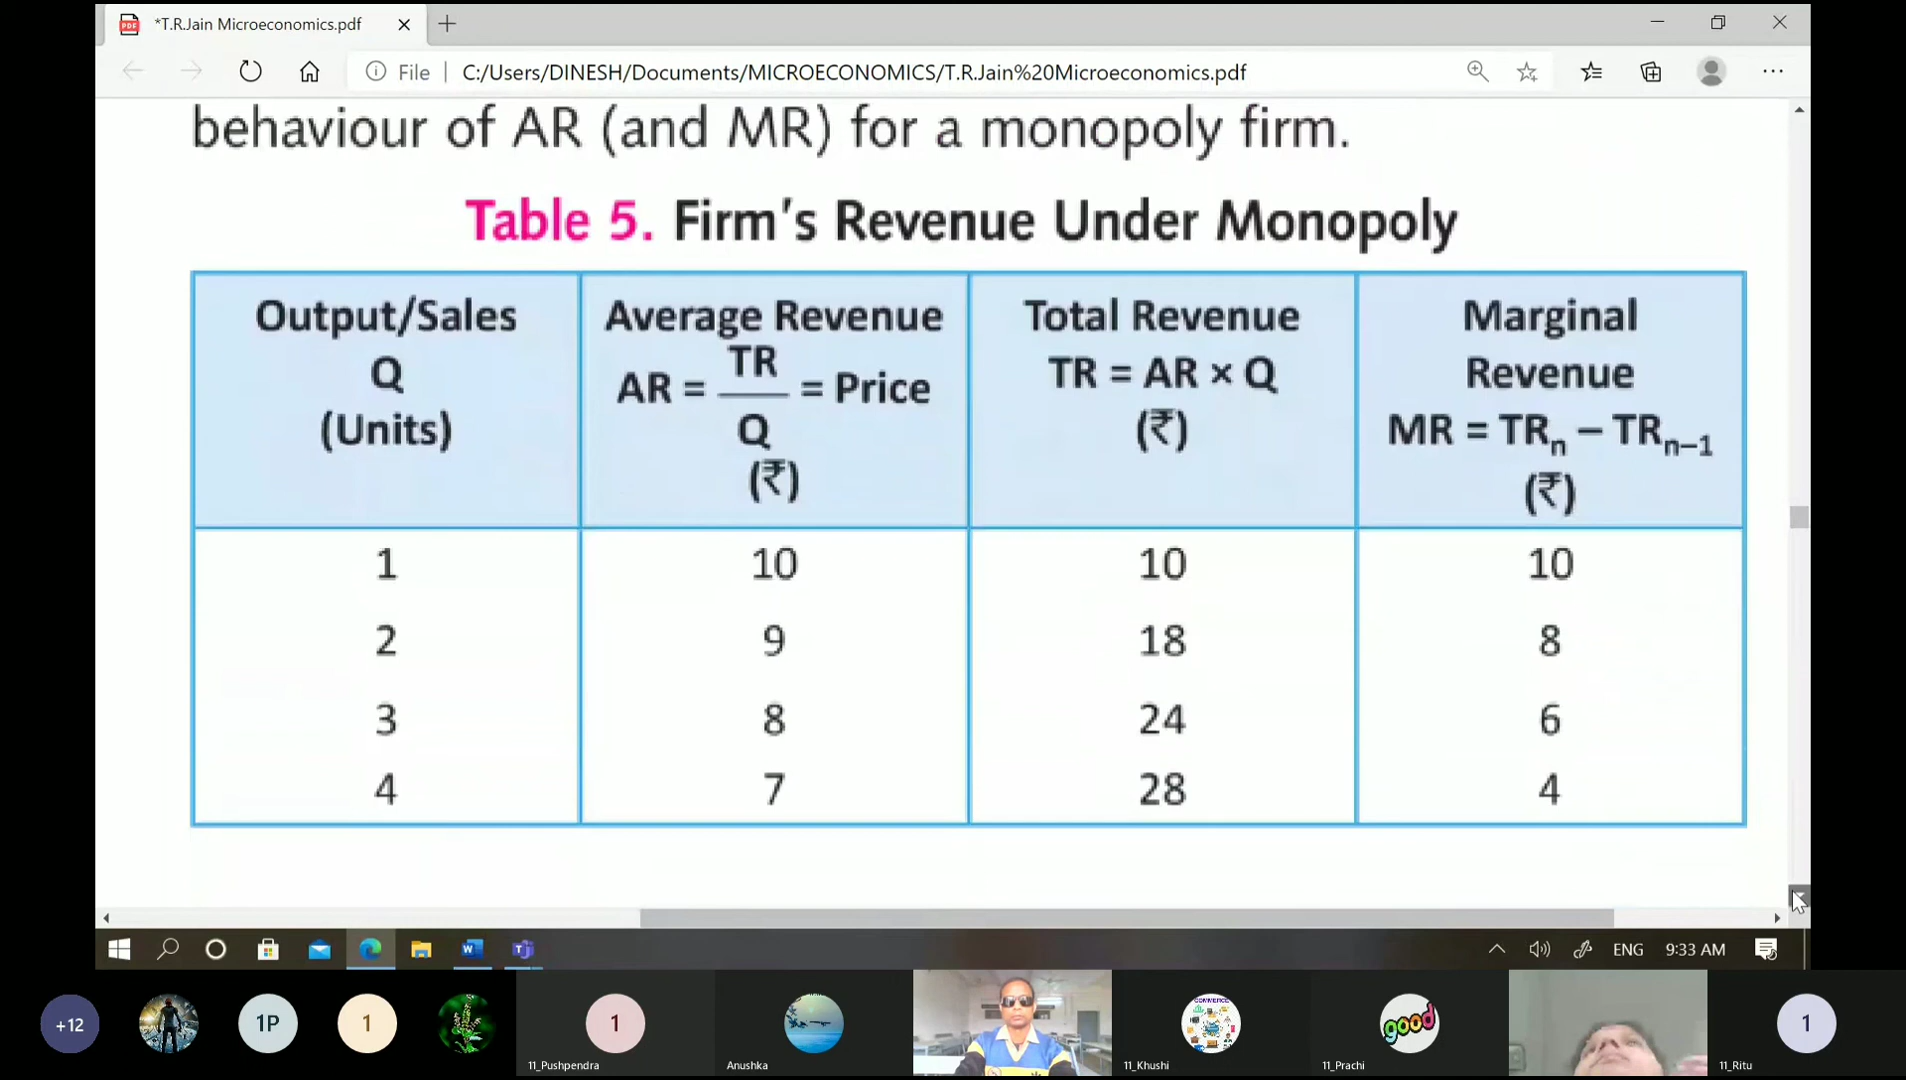 *T.R.Jain Microeconomics.pdf
File | C:/Users/DINESH/Documents/MICROECONOMICS/T.R.Jain%20Microeconomics.pdf
behaviour of AR (and MR) for a monopoly firm.
Table 5. Firm's Revenue Under Monopoly
Output/Sales Q (Units)
Average Revenue AR = TR/Q = Price (₹)
Total Revenue TR = AR × Q (₹)
Marginal Revenue MR = TRn – TRn–1 (₹)
1 10 10 10
2 9 18 8
3 8 24 6
4 7 28 4
ENG 9:33 AM
+12 1P 1 1 COMMERCE good 1
11_Pushpendra Anushka 11_Khushi 11_Prachi 11_Ritu